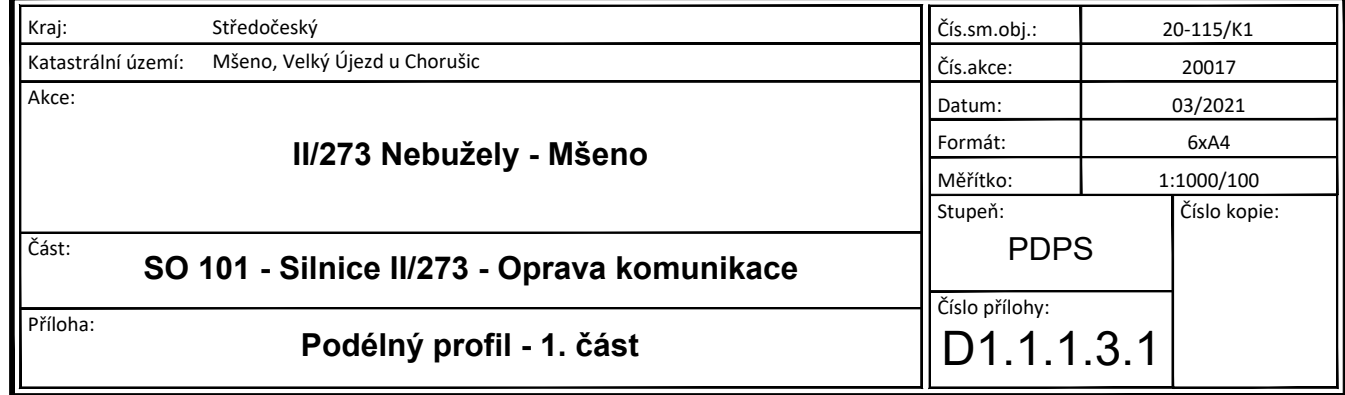 Kraj: Středočeský
Katastrální území: Mšeno, Velký Újezd u Chorušic
Akce:
II/273 Nebužely - Mšeno
Část:
SO 101 - Silnice II/273 - Oprava komunikace
Příloha:
Podélný profil - 1. část
Čís.sm.obj.: 20-115/K1
Čís.akce: 20017
Datum: 03/2021
Formát: 6xA4
Měřítko: 1:1000/100
Stupeň: Číslo kopie:
PDPS
Číslo přílohy:
D1.1.1.3.1